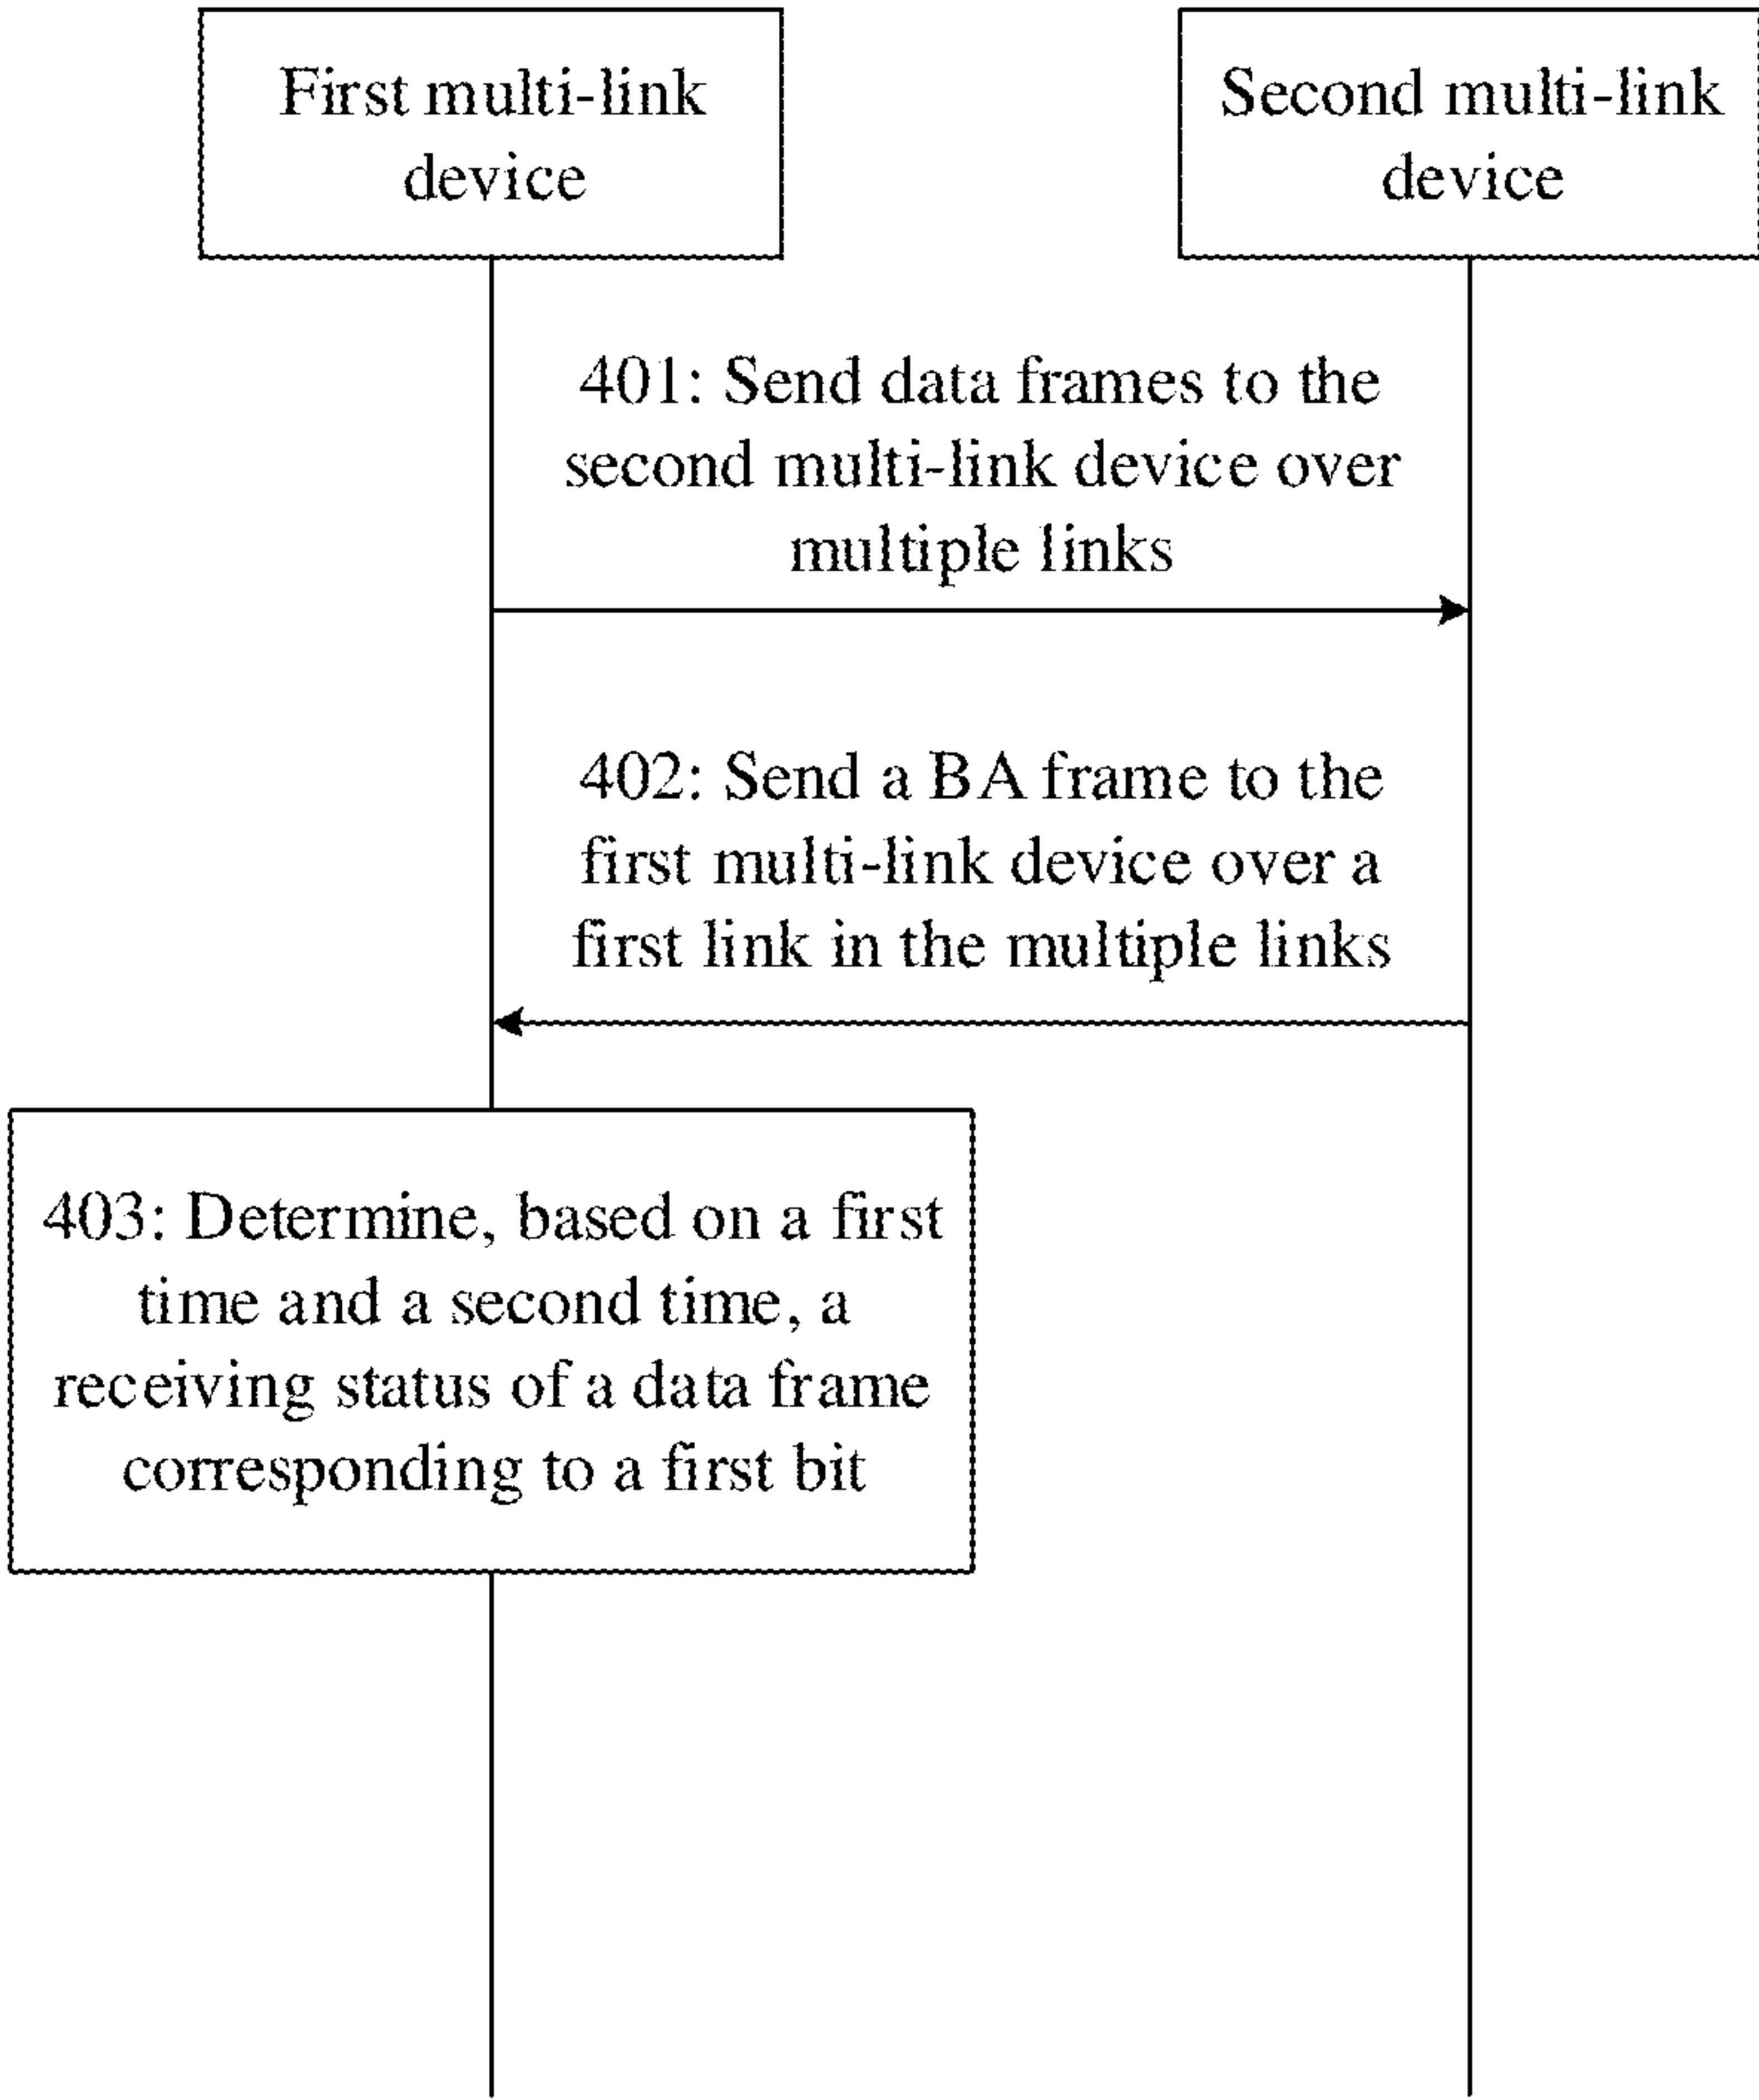 First multi-link
device
Second multi-link
device
401: Send data frames to the
second multi-link device over
multiple links
402: Send a BA frame to the
first multi-link device over a
first link in the multiple links
403: Determine, based on a first
time and a second time, a
receiving status of a data frame
corresponding to a first bit